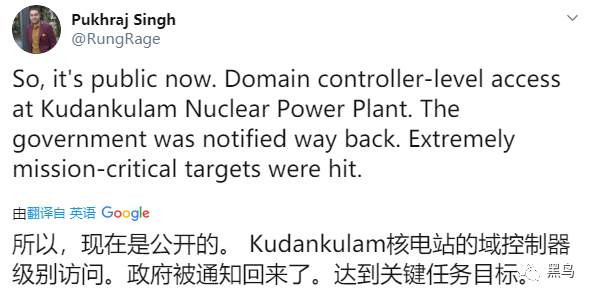 Pukhraj Singh
@RungRage
So, it's public now. Domain controller-level access
at Kudankulam Nuclear Power Plant. The
government was notified way back. Extremely
mission-critical targets were hit.
由翻译自 英语 Google
所以，现在是公开的。 Kudankulam核电站的域控制器
级别访问。政府被通知回来了。达到关键任务目标。
黑鸟